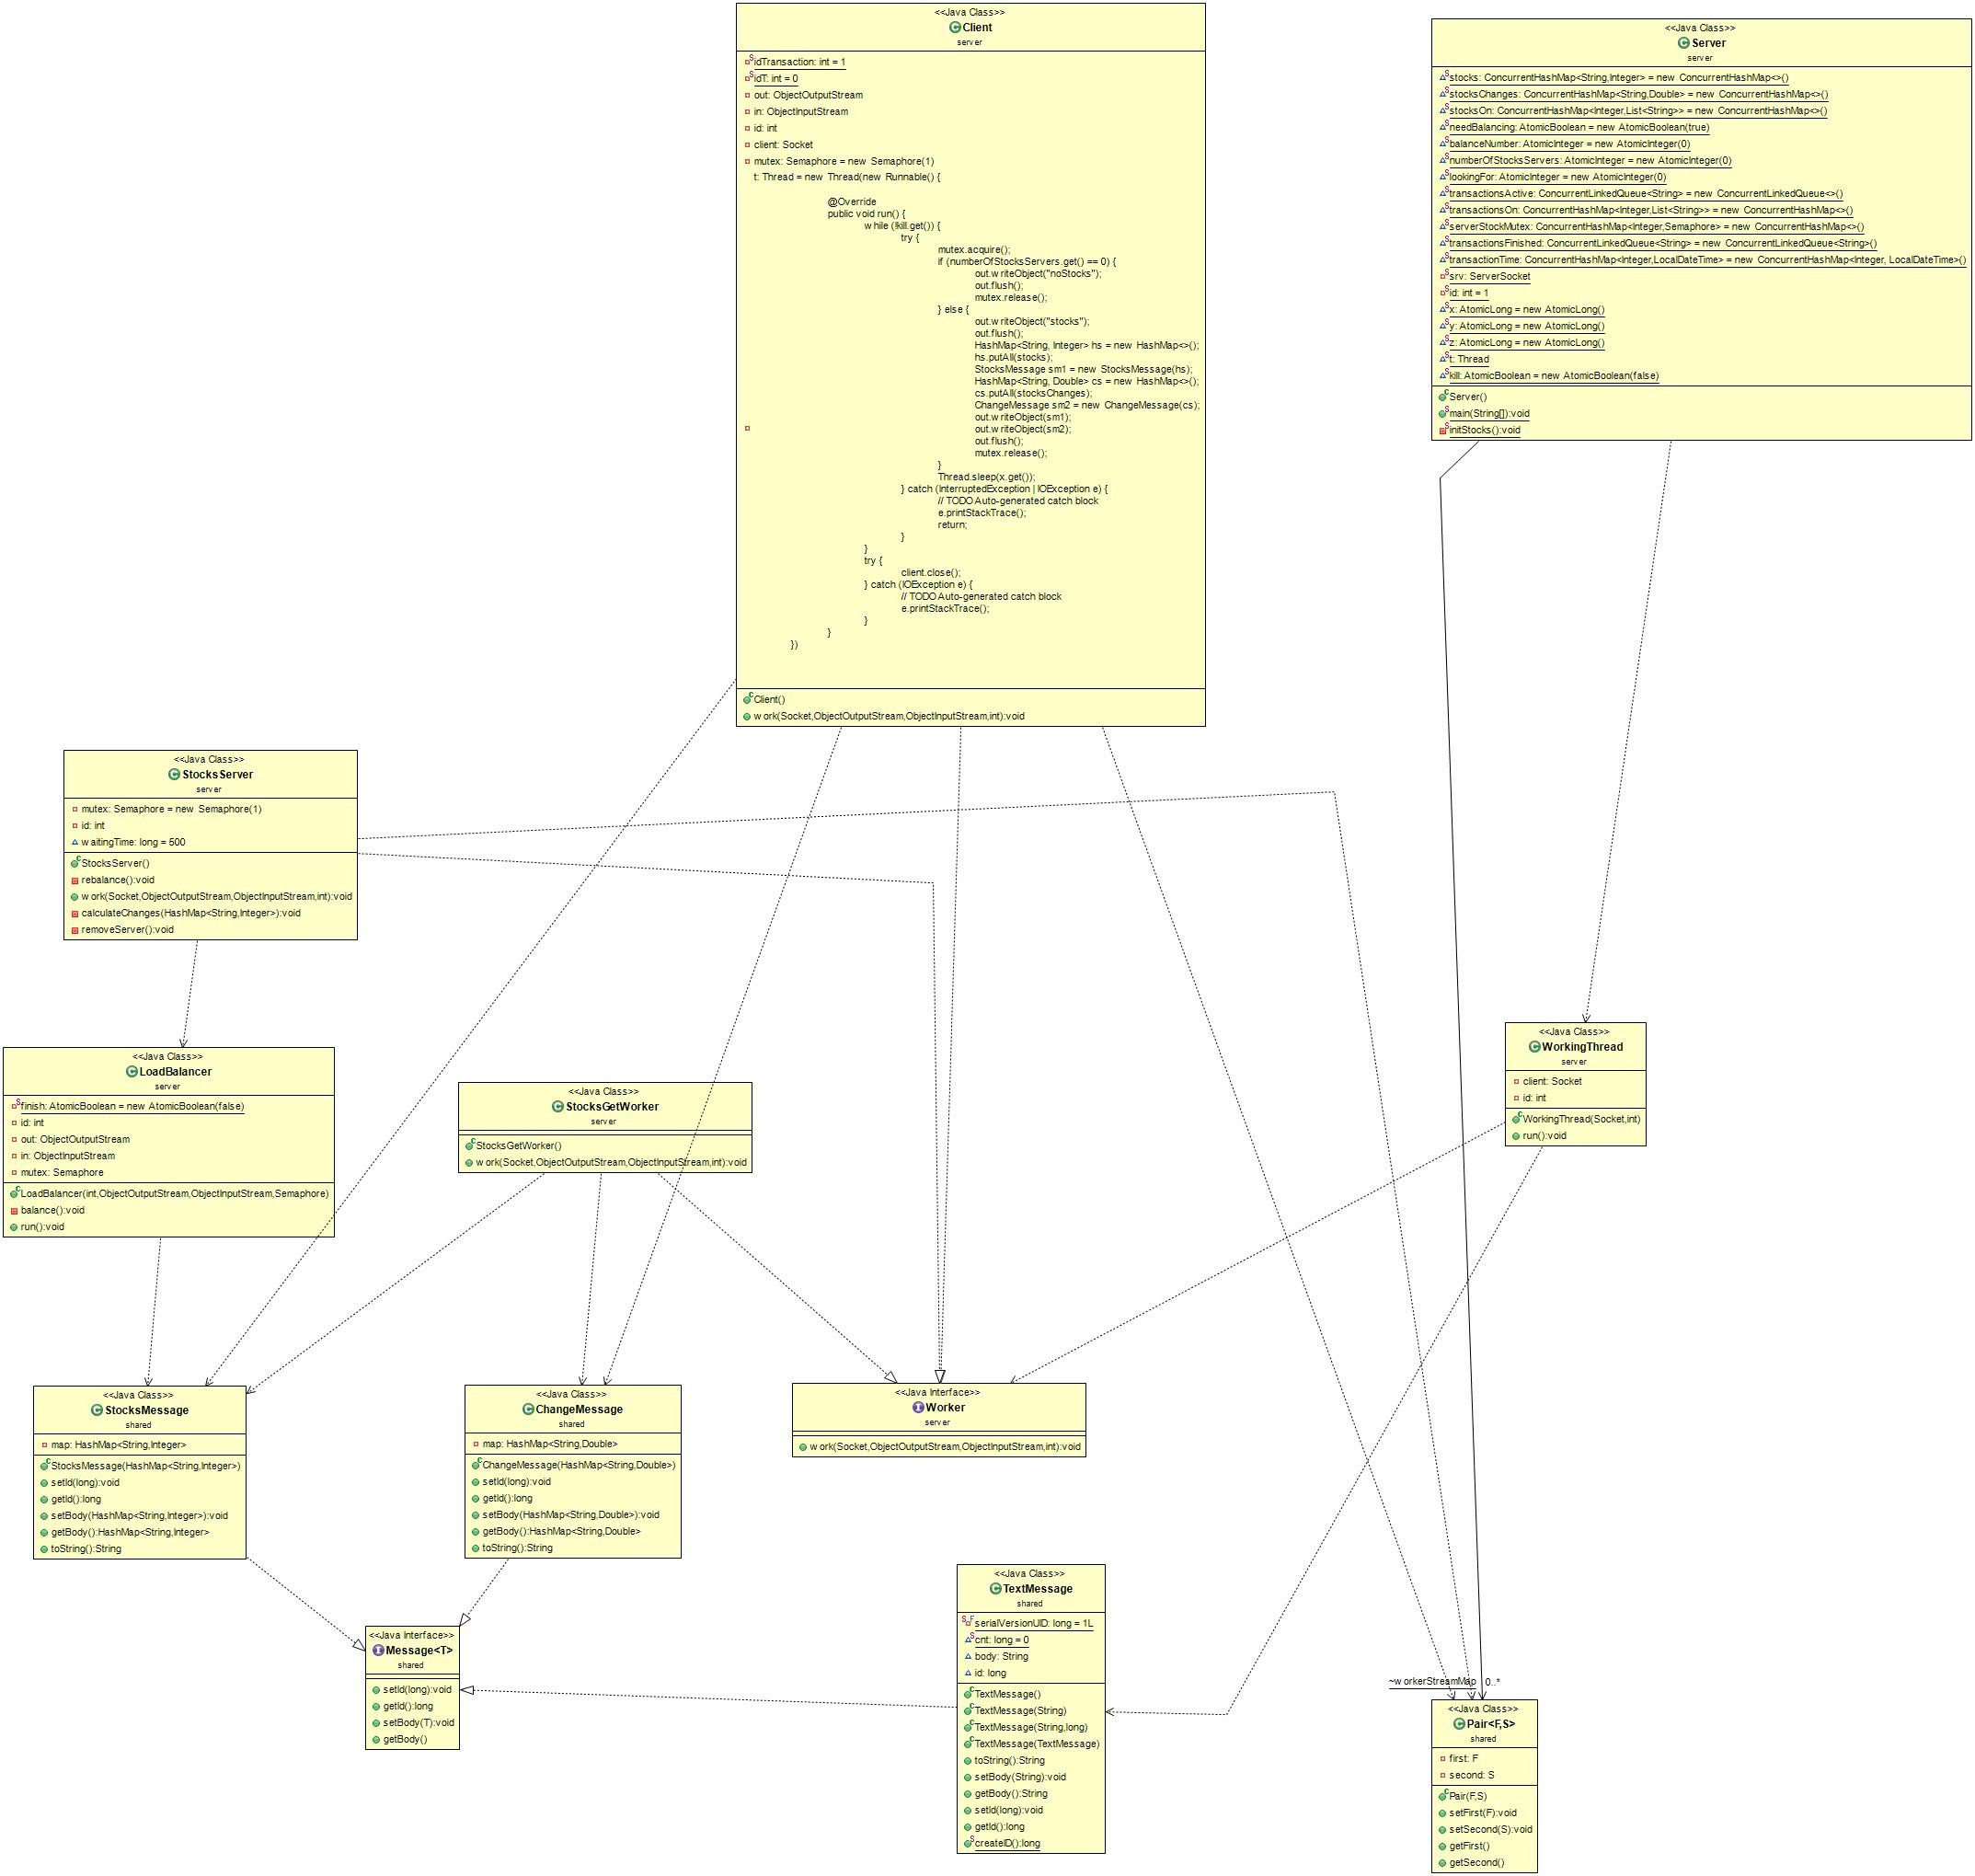 <<Java Class>>
Client
server
idTransaction: int = 1
idT: int = 0
out: ObjectOutputStream
in: ObjectInputStream
id: int
client: Socket
mutex: Semaphore = new Semaphore(1)
t: Thread = new Thread(new Runnable() {
@Override
public void run() {
while (!kill.get()) {
try {
mutex.acquire();
if (numberOfStocksServers.get() == 0) {
out.writeObject("noStocks");
out.flush();
mutex.release();
} else {
out.writeObject("stocks");
out.flush();
HashMap<String, Integer> hs = new HashMap<>();
hs.putAll(stocks);
StocksMessage sm1 = new StocksMessage(hs);
HashMap<String, Double> cs = new HashMap<>();
cs.putAll(stocksChanges);
ChangeMessage sm2 = new ChangeMessage(cs);
out.writeObject(sm1);
out.writeObject(sm2);
out.flush();
mutex.release();
}
Thread.sleep(x.get());
} catch (InterruptedException | IOException e) {
// TODO Auto-generated catch block
e.printStackTrace();
return;
}
}
try {
client.close();
} catch (IOException e) {
// TODO Auto-generated catch block
e.printStackTrace();
}
}
})
Client()
work(Socket,ObjectOutputStream,ObjectInputStream,int):void
<<Java Class>>
Server
server
stocks: ConcurrentHashMap<String,Integer> = new ConcurrentHashMap<>()
stocksChanges: ConcurrentHashMap<String,Double> = new ConcurrentHashMap<>()
stocksOn: ConcurrentHashMap<Integer,List<String>> = new ConcurrentHashMap<>()
needBalancing: AtomicBoolean = new AtomicBoolean(true)
balanceNumber: AtomicInteger = new AtomicInteger(0)
numberOfStocksServers: AtomicInteger = new AtomicInteger(0)
lookingFor: AtomicInteger = new AtomicInteger(0)
transactionsActive: ConcurrentLinkedQueue<String> = new ConcurrentLinkedQueue<>()
transactionsOn: ConcurrentHashMap<Integer,List<String>> = new ConcurrentHashMap<>()
serverStockMutex: ConcurrentHashMap<Integer,Semaphore> = new ConcurrentHashMap<>()
transactionsFinished: ConcurrentLinkedQueue<String> = new ConcurrentLinkedQueue<String>()
transactionTime: ConcurrentHashMap<Integer,LocalDateTime> = new ConcurrentHashMap<Integer, LocalDateTime>()
srv: ServerSocket
id: int = 1
x: AtomicLong = new AtomicLong()
y: AtomicLong = new AtomicLong()
z: AtomicLong = new AtomicLong()
t: Thread
kill: AtomicBoolean = new AtomicBoolean(false)
Server()
main(String[]):void
initStocks():void
<<Java Class>>
StocksServer
server
mutex: Semaphore = new Semaphore(1)
id: int
waitingTime: long = 500
StocksServer()
rebalance():void
work(Socket,ObjectOutputStream,ObjectInputStream,int):void
calculateChanges(HashMap<String,Integer>):void
removeServer():void
<<Java Class>>
LoadBalancer
server
finish: AtomicBoolean = new AtomicBoolean(false)
id: int
out: ObjectOutputStream
in: ObjectInputStream
mutex: Semaphore
LoadBalancer(int,ObjectOutputStream,ObjectInputStream,Semaphore)
balance():void
run():void
<<Java Class>>
StocksGetWorker
server
StocksGetWorker()
work(Socket,ObjectOutputStream,ObjectInputStream,int):void
<<Java Class>>
WorkingThread
server
client: Socket
id: int
WorkingThread(Socket,int)
run():void
<<Java Class>>
StocksMessage
shared
map: HashMap<String,Integer>
StocksMessage(HashMap<String,Integer>)
setId(long):void
getId():long
setBody(HashMap<String,Integer>):void
getBody():HashMap<String,Integer>
toString():String
<<Java Class>>
ChangeMessage
shared
map: HashMap<String,Double>
ChangeMessage(HashMap<String,Double>)
setId(long):void
getId():long
setBody(HashMap<String,Double>):void
getBody():HashMap<String,Double>
toString():String
<<Java Interface>>
Worker
server
work(Socket,ObjectOutputStream,ObjectInputStream,int):void
<<Java Interface>>
Message<T>
shared
setId(long):void
getId():long
setBody(T):void
getBody()
<<Java Class>>
TextMessage
shared
serialVersionUID: long = 1L
cnt: long = 0
body: String
id: long
TextMessage()
TextMessage(String)
TextMessage(String,long)
TextMessage(TextMessage)
toString():String
setBody(String):void
getBody():String
setId(long):void
getId():long
createID():long
~workerStreamMap 0..*
<<Java Class>>
Pair<F,S>
shared
first: F
second: S
Pair(F,S)
setFirst(F):void
setSecond(S):void
getFirst()
getSecond()